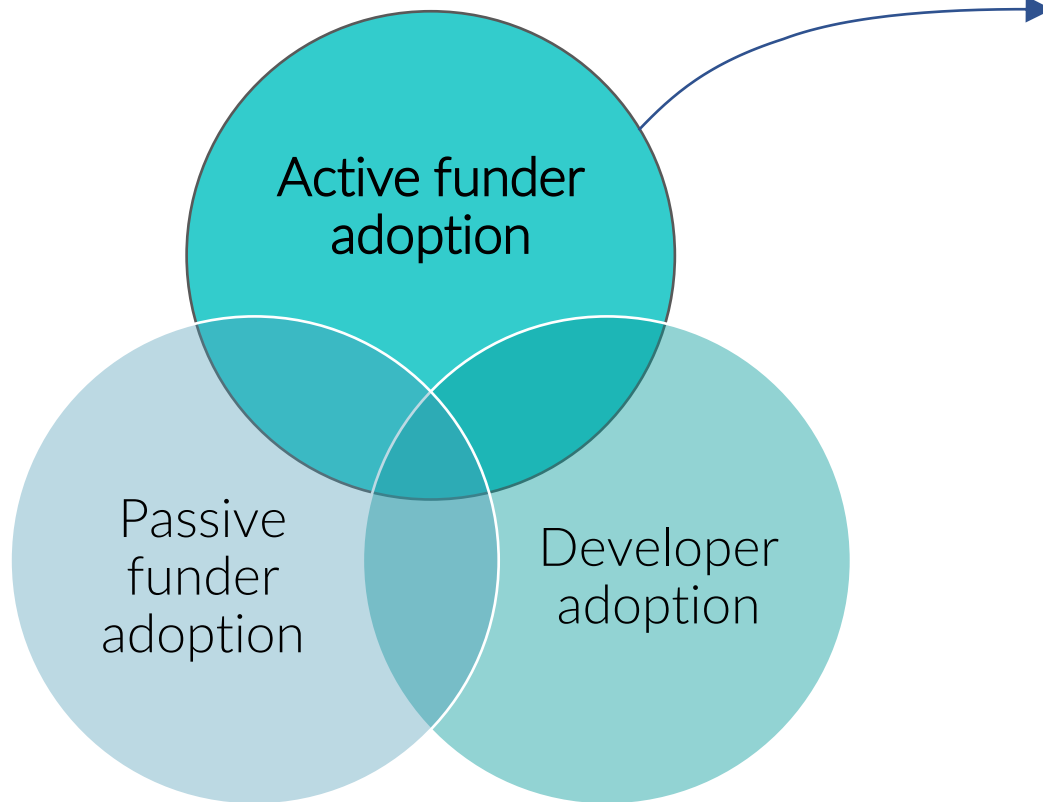 Active funder
adoption
Passive
funder
adoption
Developer
adoption